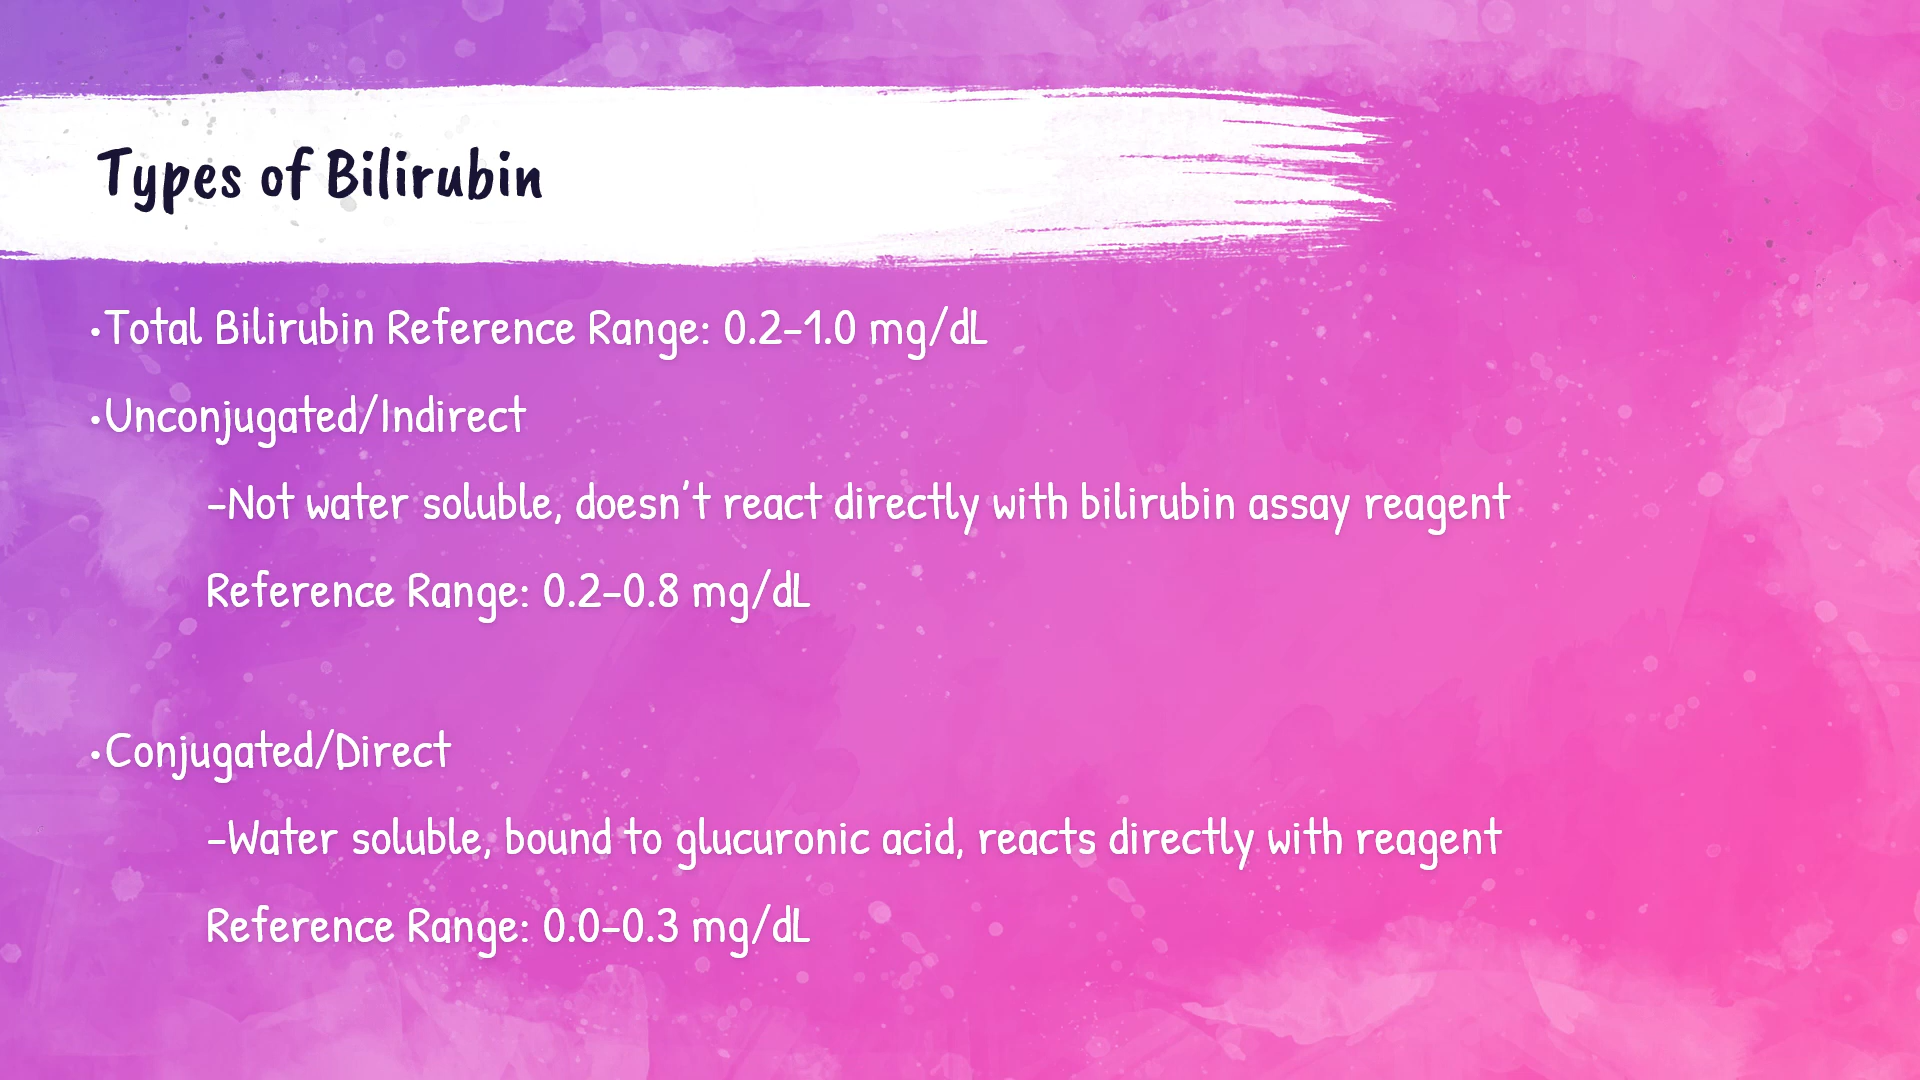 Types of Bilirubin
•Total Bilirubin Reference Range: 0.2-1.0 mg/dL
•Unconjugated/Indirect
-Not water soluble, doesn't react directly with bilirubin assay reagent
Reference Range: 0.2-0.8 mg/dL
•Conjugated/Direct
-Water soluble, bound to glucuronic acid, reacts directly with reagent
Reference Range: 0.0-0.3 mg/dL